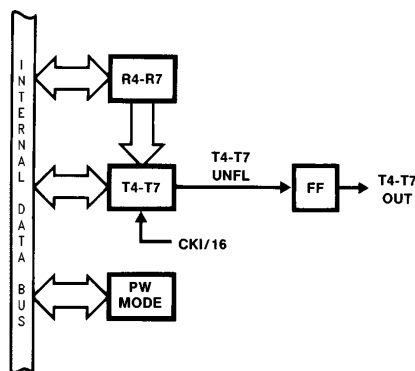 INTERNAL DATA BUS
R4-R7
T4-T7
T4-T7
UNFL
FF
T4-T7
OUT
CKI/16
PW
MODE